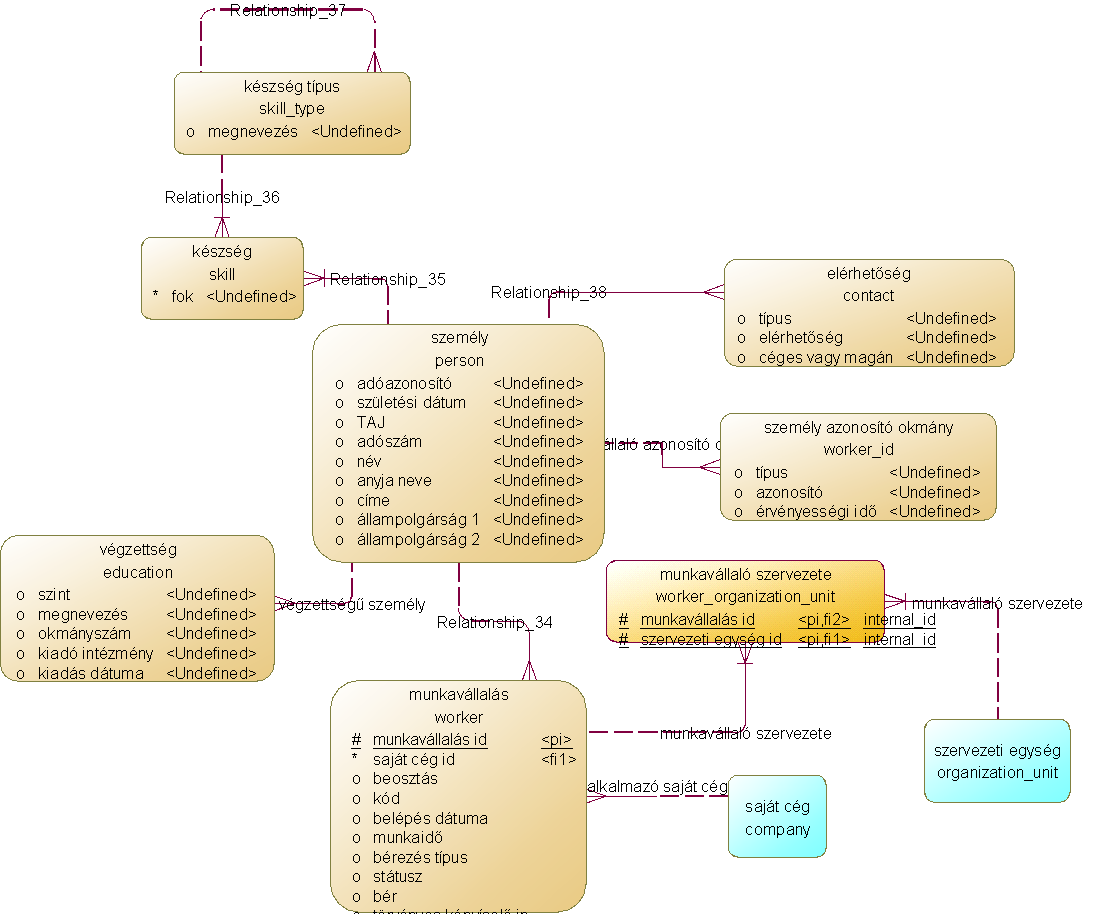 Relationship_37
készség típus
skill_type
o megnevezés <Undefined>
Relationship_36
készség
skill
* fok <Undefined>
Relationship_35
Relationship_38
elérhetőség
contact
o típus <Undefined>
o elérhetőség <Undefined>
o céges vagy magán <Undefined>
személy
person
o adóazonosító <Undefined>
o születési dátum <Undefined>
o TAJ <Undefined>
o adószám <Undefined>
o név <Undefined>
o anyja neve <Undefined>
o címe <Undefined>
o állampolgárság 1 <Undefined>
o állampolgárság 2 <Undefined>
állaló azonosító o
személy azonosító okmány
worker_id
o típus <Undefined>
o azonosító <Undefined>
o érvényességi idő <Undefined>
végzettség
education
o szint <Undefined>
o megnevezés <Undefined>
o okmányszám <Undefined>
o kiadó intézmény <Undefined>
o kiadás dátuma <Undefined>
végzettségű személy
Relationship_34
munkavállaló szervezete
worker_organization_unit
# munkavállalás id <pi,fi2> internal_id
# szervezeti egység id <pi,fi1> internal_id
munkavállaló szervezete
munkavállalás
worker
# munkavállalás id <pi>
* saját cég id <fi1>
o beosztás
o kód
o belépés dátuma
o munkaidő
o bérezés típus
o státusz
o bér
munkavállaló szervezete
szervezeti egység
organization_unit
alkalmazó saját cég
saját cég
company